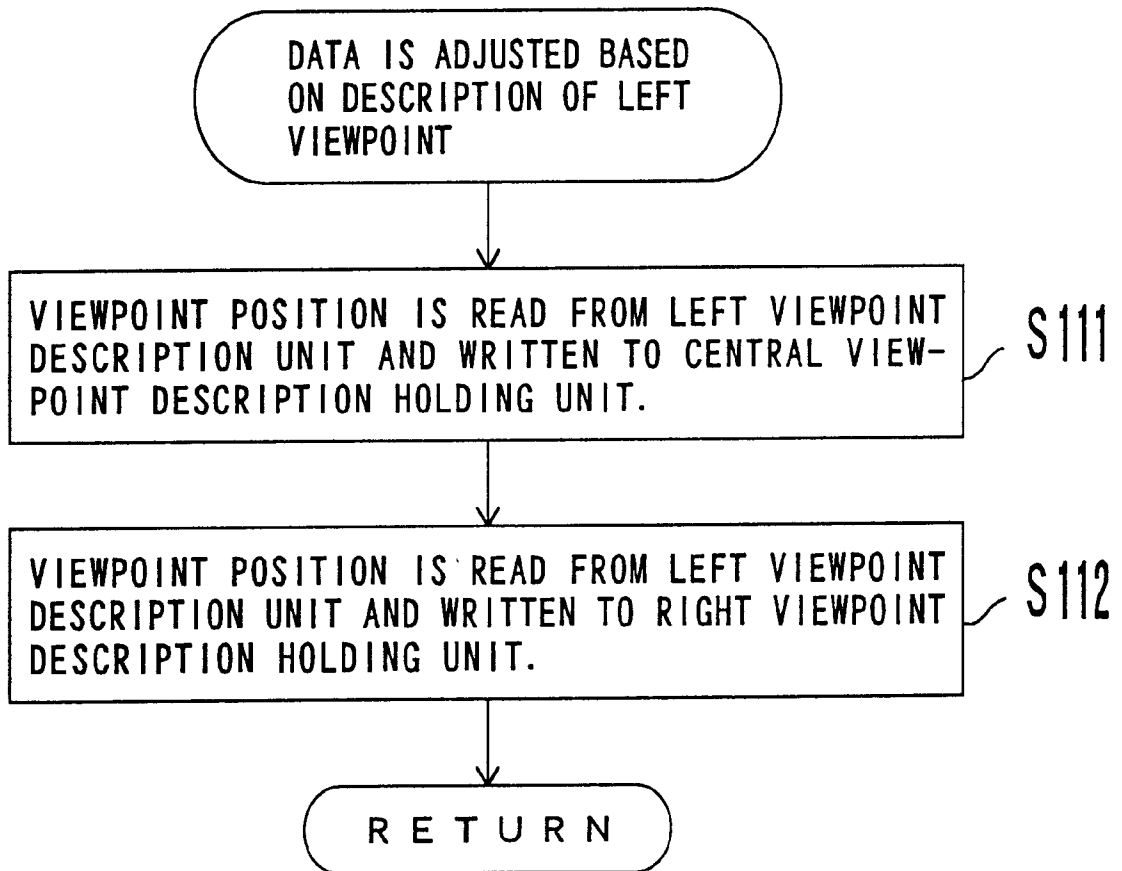 DATA IS ADJUSTED BASED
ON DESCRIPTION OF LEFT
VIEWPOINT
VIEWPOINT POSITION IS READ FROM LEFT VIEWPOINT
DESCRIPTION UNIT AND WRITTEN TO CENTRAL VIEW-
POINT DESCRIPTION HOLDING UNIT.
S111
VIEWPOINT POSITION IS READ FROM LEFT VIEWPOINT
DESCRIPTION UNIT AND WRITTEN TO RIGHT VIEWPOINT
DESCRIPTION HOLDING UNIT.
S112
RETURN